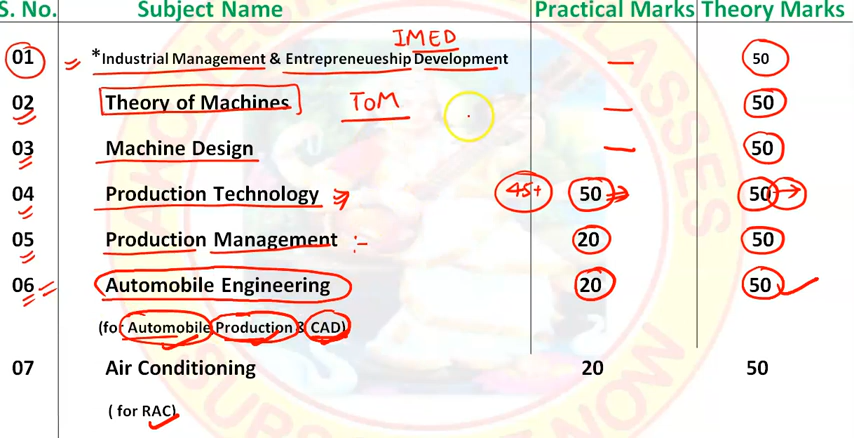 S. No. Subject Name Practical Marks Theory Marks
IMED
01 *Industrial Management & Entrepreneueship Development — 50
02 Theory of Machines TOM — 50
03 Machine Design — 50
04 Production Technology 45+ 50 50
05 Production Management :- 20 50
06 Automobile Engineering 20 50
(for Automobile Production & CAD)
07 Air Conditioning 20 50
( for RAC)